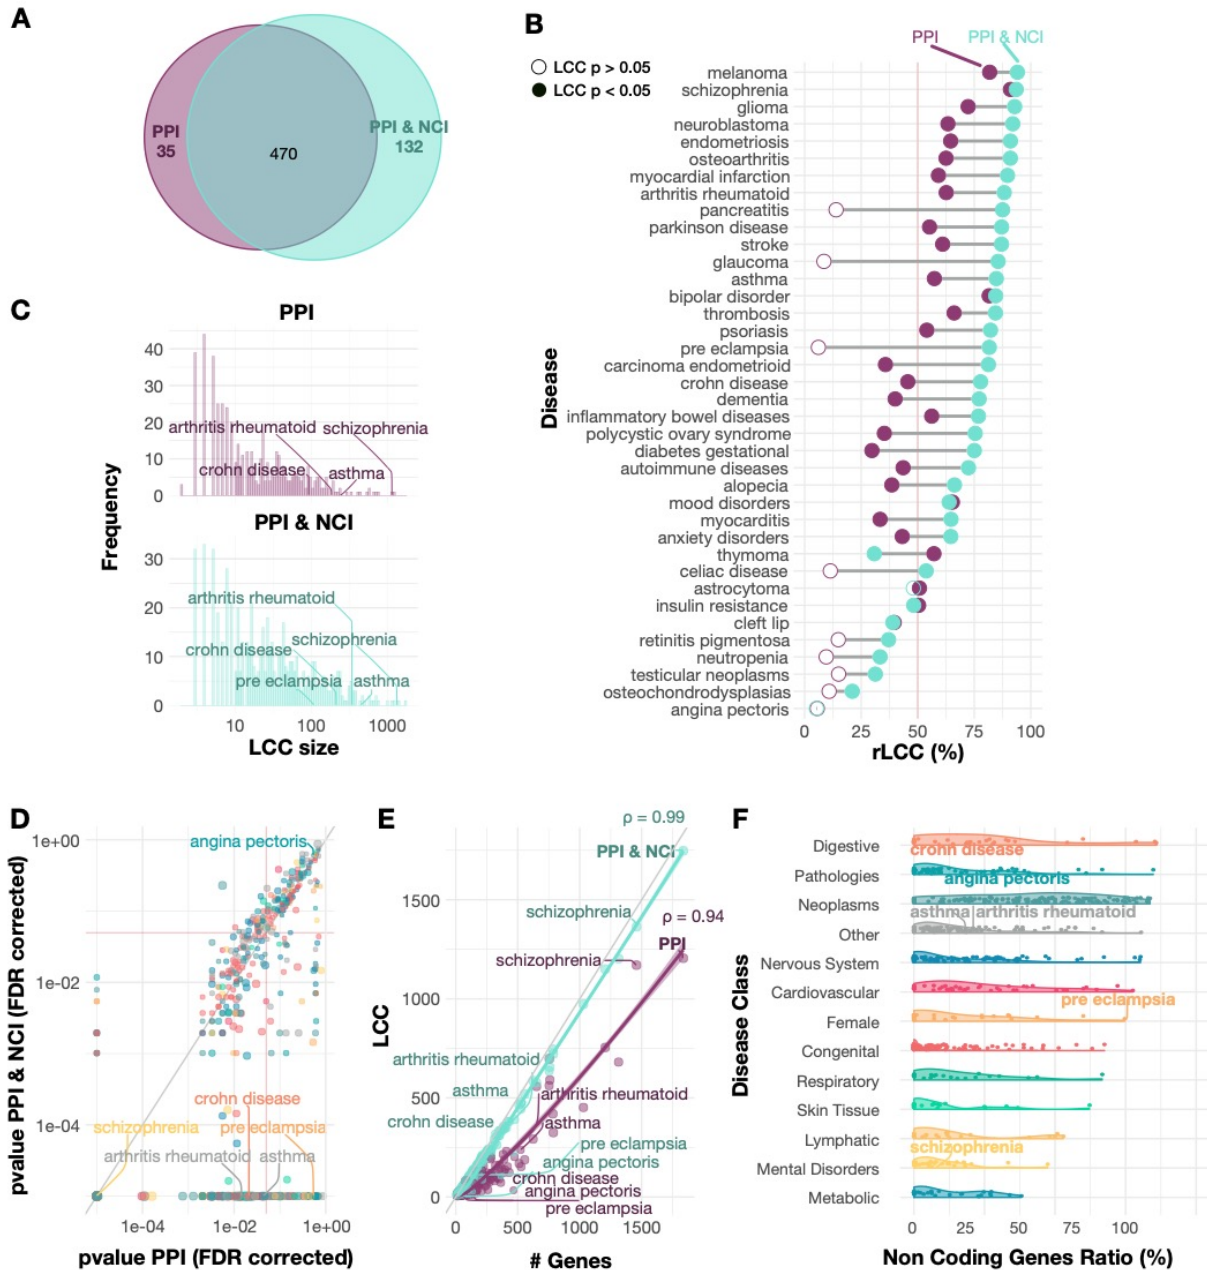 A
PPI
35
470
PPI & NCI
132
B
PPI
PPI & NCI
LCC p > 0.05
LCC p < 0.05
Disease
melanoma
schizophrenia
glioma
neuroblastoma
endometriosis
osteoarthritis
myocardial infarction
arthritis rheumatoid
pancreatitis
parkinson disease
stroke
glaucoma
asthma
bipolar disorder
thrombosis
psoriasis
pre eclampsia
carcinoma endometrioid
crohn disease
dementia
inflammatory bowel diseases
polycystic ovary syndrome
diabetes gestational
autoimmune diseases
alopecia
mood disorders
myocarditis
anxiety disorders
thymoma
celiac disease
astrocytoma
insulin resistance
cleft lip
retinitis pigmentosa
neutropenia
testicular neoplasms
osteochondrodysplasias
angina pectoris
0 25 50 75 100
rLCC (%)
C
PPI
Frequency
40
30
20
10
0
arthritis rheumatoid
schizophrenia
crohn disease
asthma
PPI & NCI
30
20
10
0
arthritis rheumatoid
schizophrenia
crohn disease
pre eclampsia
asthma
10 100 1000
LCC size
D
pvalue PPI & NCI (FDR corrected)
1e+00
1e-02
1e-04
angina pectoris
crohn disease
schizophrenia
pre eclampsia
arthritis rheumatoid
asthma
1e-04 1e-02 1e+00
pvalue PPI (FDR corrected)
E
LCC
1500
1000
500
0
ρ = 0.99
PPI & NCI
schizophrenia
ρ = 0.94
PPI
schizophrenia
arthritis rheumatoid
asthma
arthritis rheumatoid
crohn disease
asthma
pre eclampsia
angina pectoris
crohn disease
angina pectoris
pre eclampsia
0 500 1000 1500
# Genes
F
Disease Class
Digestive
crohn disease
Pathologies
angina pectoris
Neoplasms
asthma
arthritis rheumatoid
Other
Nervous System
Cardiovascular
pre eclampsia
Female
Congenital
Respiratory
Skin Tissue
Lymphatic
schizophrenia
Mental Disorders
Metabolic
0 25 50 75 100
Non Coding Genes Ratio (%)